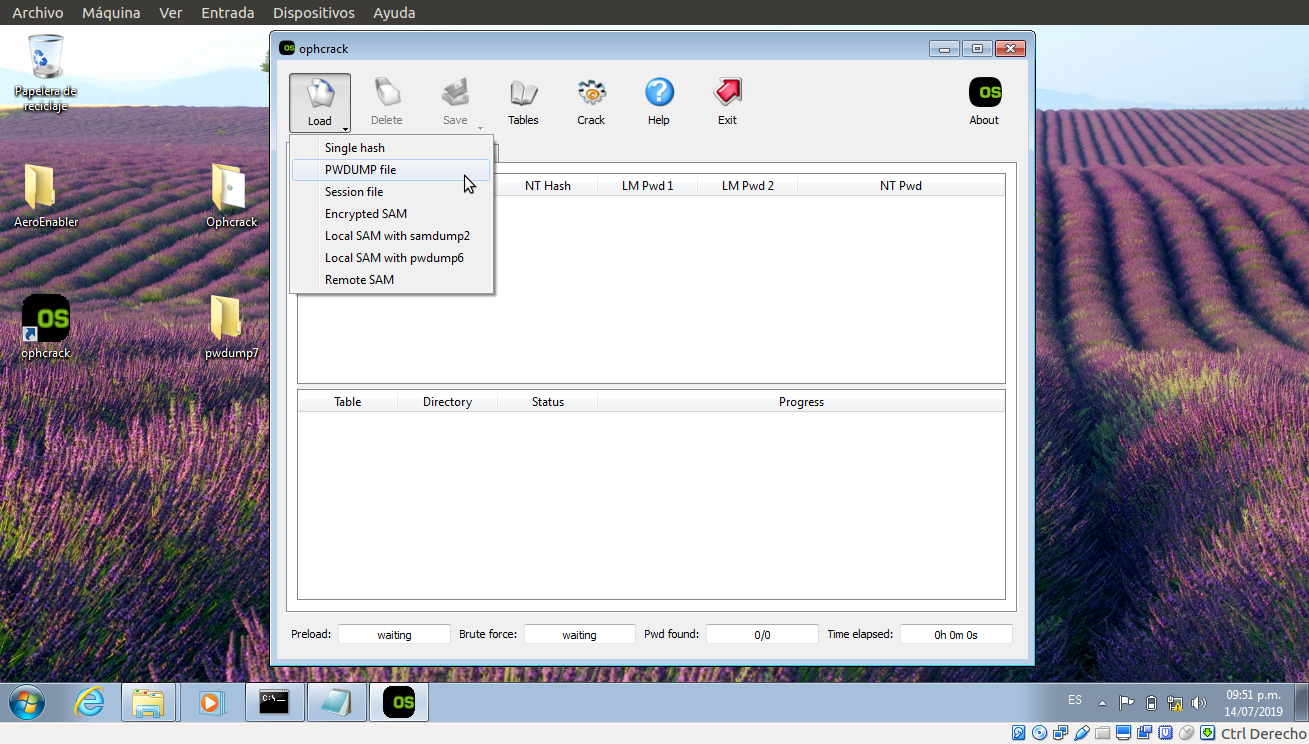 Archivo Máquina Ver Entrada Dispositivos Ayuda
Papelera de
reciclaje
AeroEnabler
Ophcrack
OS
ophcrack
pwdump7
OS ophcrack
Load Delete Save Tables Crack Help Exit
OS
About
Single hash
PWDUMP file
Session file
Encrypted SAM
Local SAM with samdump2
Local SAM with pwdump6
Remote SAM
NT Hash LM Pwd 1 LM Pwd 2 NT Pwd
Table Directory Status Progress
Preload: waiting Brute force: waiting Pwd found: 0/0 Time elapsed: 0h 0m 0s
C:\ OS
ES
09:51 p.m.
14/07/2019
Ctrl Derecho